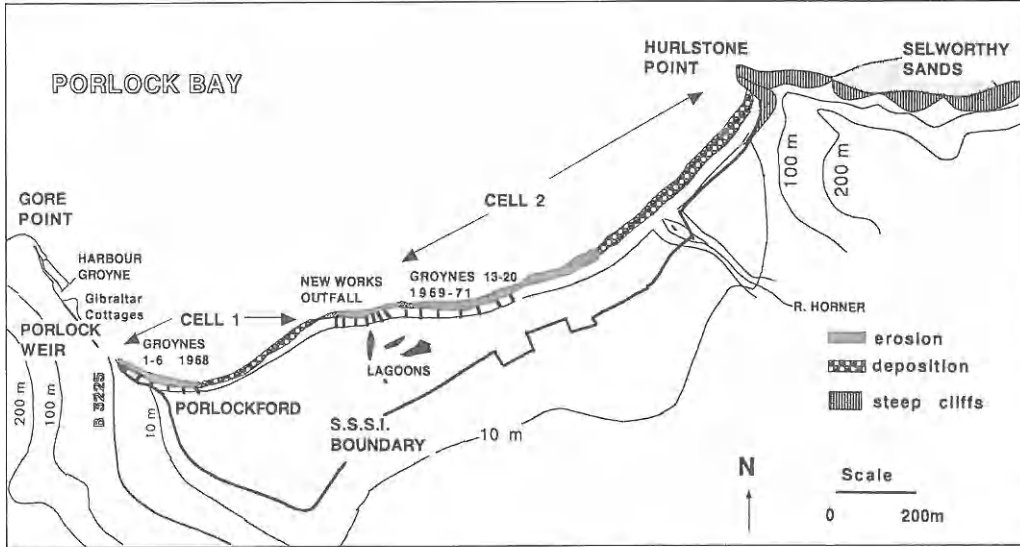 PORLOCK BAY
HURLSTONE
POINT
SELWORTHY
SANDS
100 m
200 m
GORE
POINT
HARBOUR
GROYNE
Gibraltar
Cottages
PORLOCK
WEIR
CELL 1
GROYNES
1-6 1968
CELL 2
NEW WORKS
OUTFALL
GROYNES 13-20
1969-71
LAGOONS
PORLOCKFORD
B 3225
200 m
100 m
10 m
S.S.S.I.
BOUNDARY
10 m
R. HORNER
erosion
deposition
steep cliffs
N
Scale
0 200m